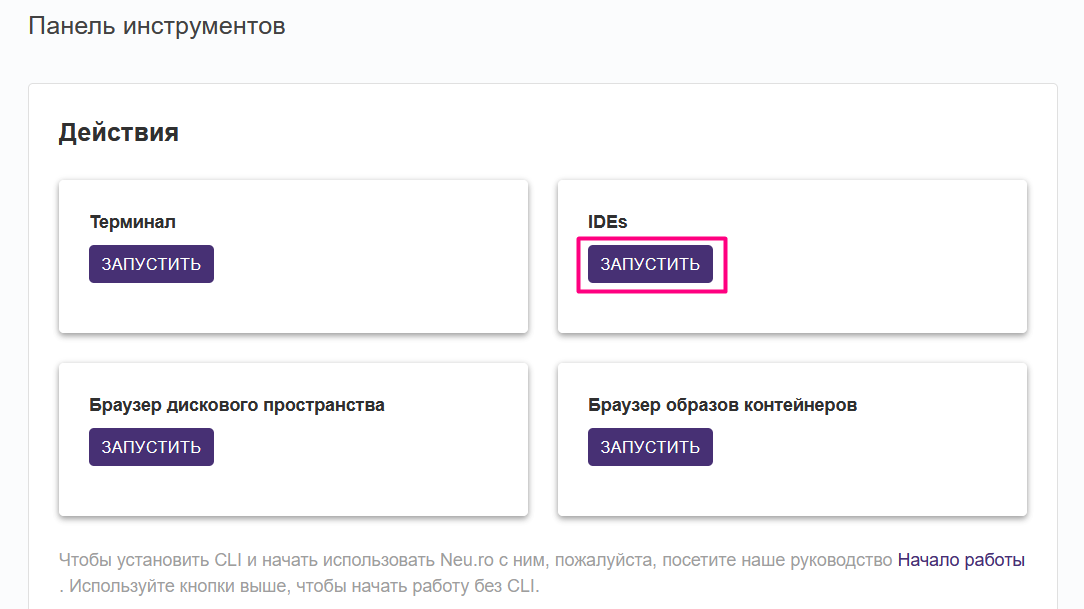 Панель инструментов
Действия
Терминал
ЗАПУСТИТЬ
IDEs
ЗАПУСТИТЬ
Браузер дискового пространства
ЗАПУСТИТЬ
Браузер образов контейнеров
ЗАПУСТИТЬ
Чтобы установить CLI и начать использовать Neu.ro с ним, пожалуйста, посетите наше руководство Начало работы
. Используйте кнопки выше, чтобы начать работу без CLI.